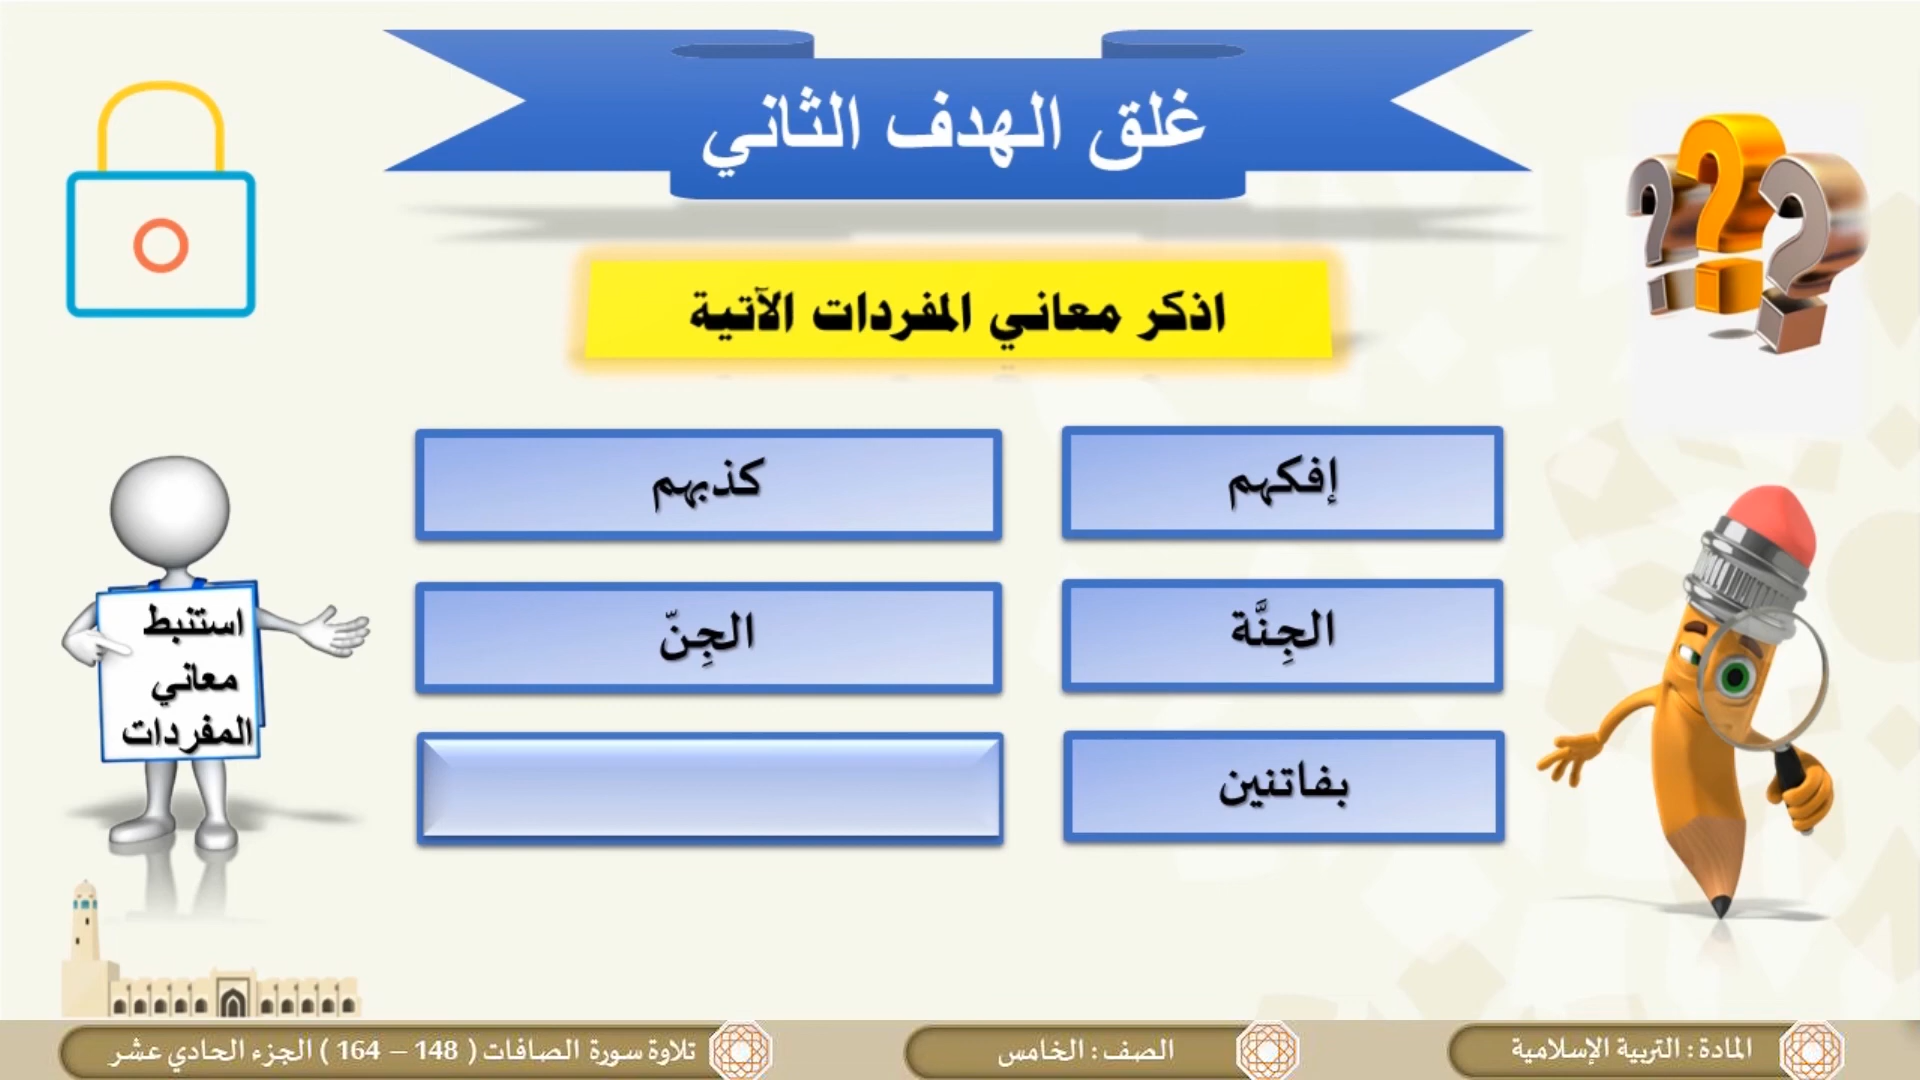 غلق الهدف الثاني
اذكر معاني المفردات الآتية
إفكهم
كذبهم
الجِنَّة
الجِنّ
بفاتنين
استنبط
معاني
المفردات
المادة : التربية الإسلامية
الصف : الخامس
تلاوة سورة الصافات ( 148 – 164 ) الجزء الحادي عشر